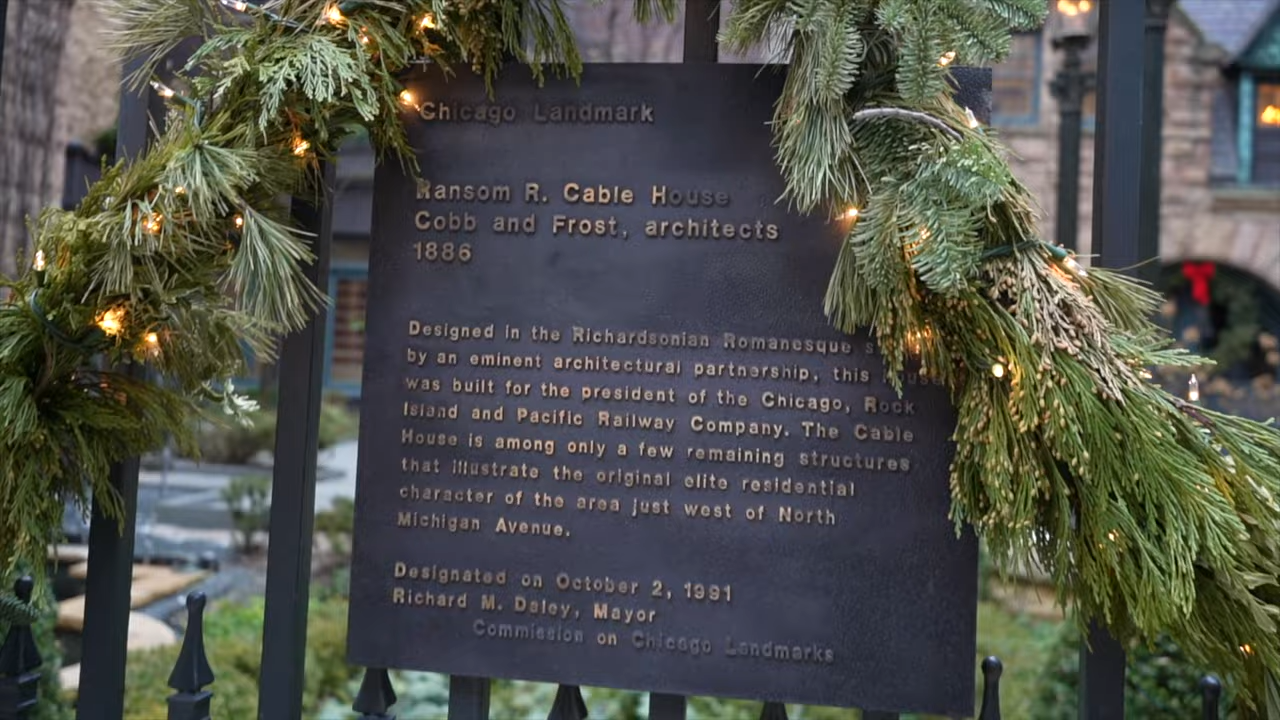 Chicago Landmark
Ransom R. Cable House
Cobb and Frost, architects
1886
Designed in the Richardsonian Romanesque
by an eminent architectural partnership, this
was built for the president of the Chicago, Rock
Island and Pacific Railway Company. The Cable
House is among only a few remaining structures
that illustrate the original elite residential
character of the area just west of North
Michigan Avenue.
Designated on October 2, 1991
Richard M. Daley, Mayor
Commission on Chicago Landmarks